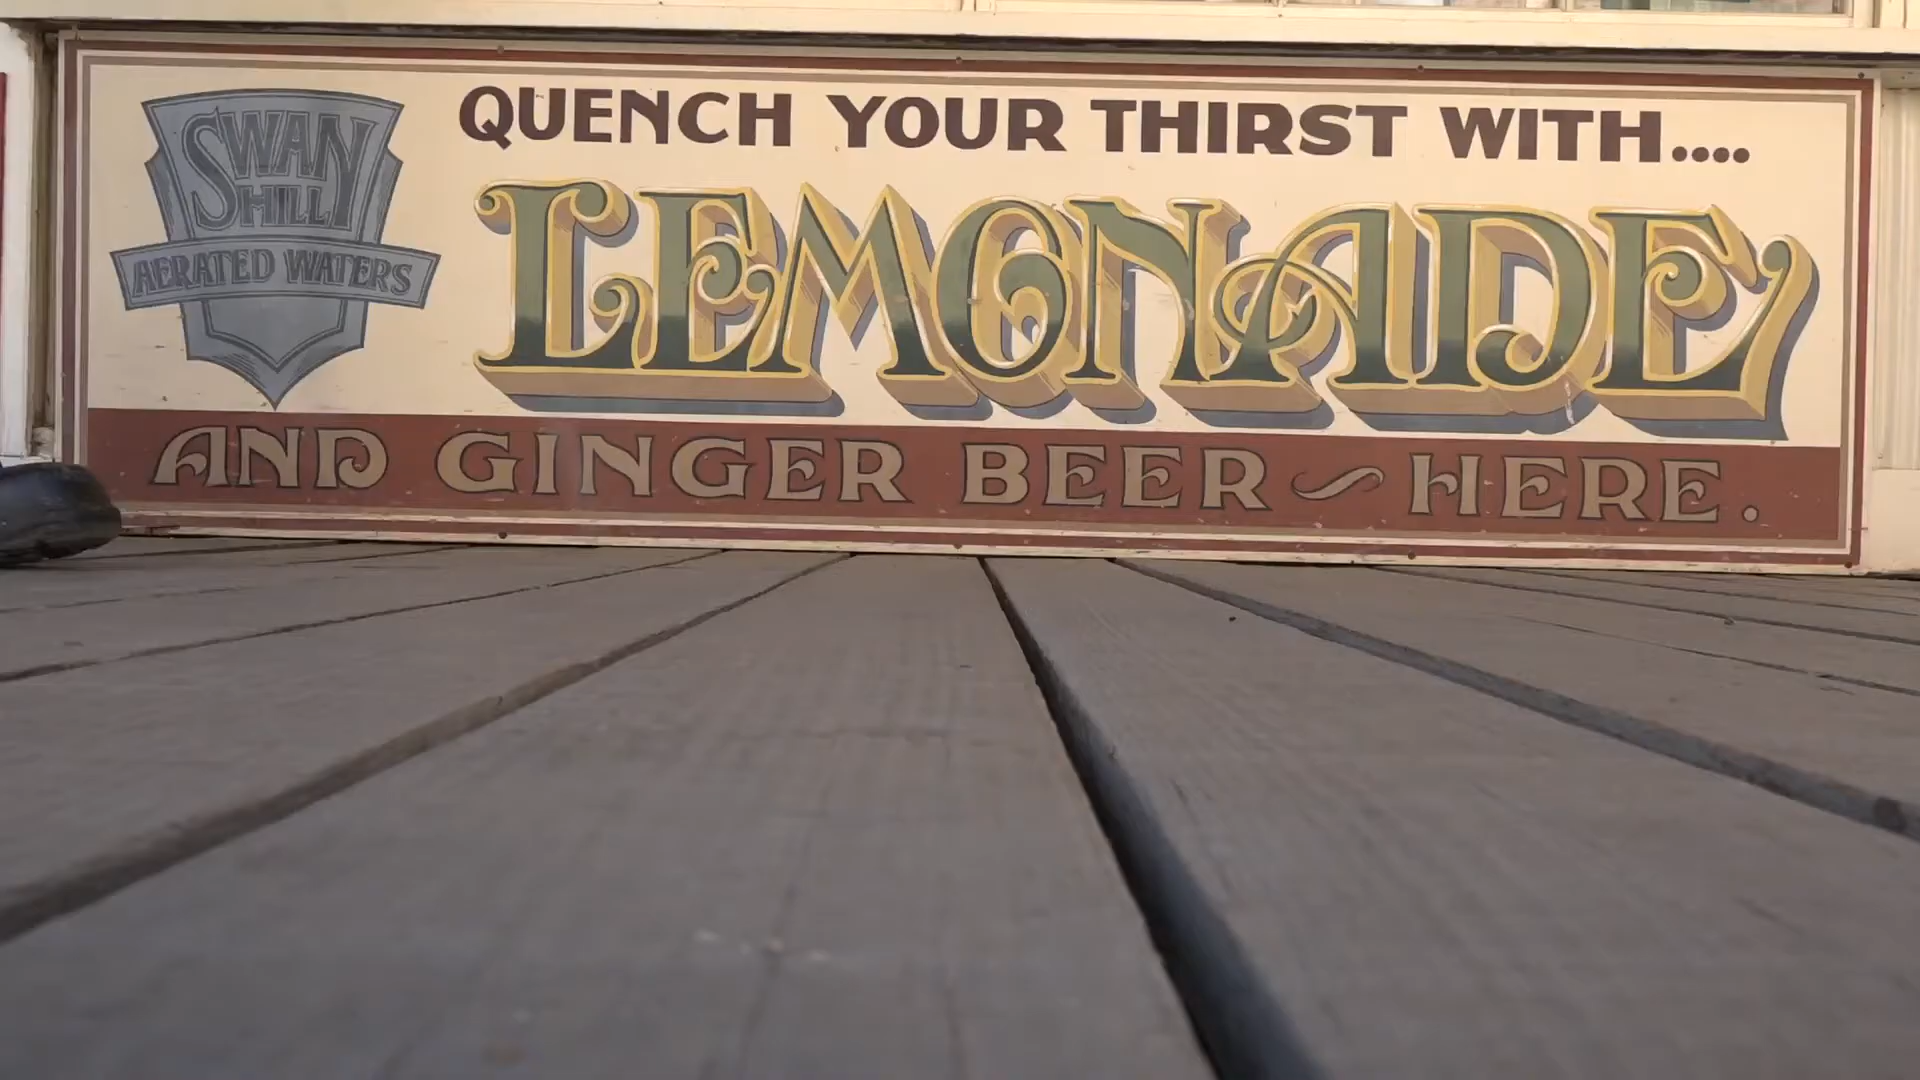 SWAN
HILL
AERATED WATERS
QUENCH YOUR THIRST WITH....
LEMONADE
AND GINGER BEER ~ HERE.